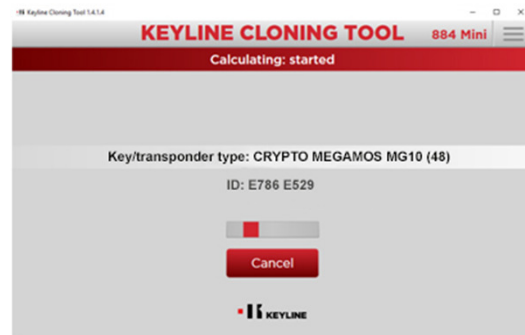 Keyline Cloning Tool 1.4.1.4
KEYLINE CLONING TOOL 884 Mini
Calculating: started
Key/transponder type: CRYPTO MEGAMOS MG10 (48)
ID: E786 E529
Cancel
KEYLINE